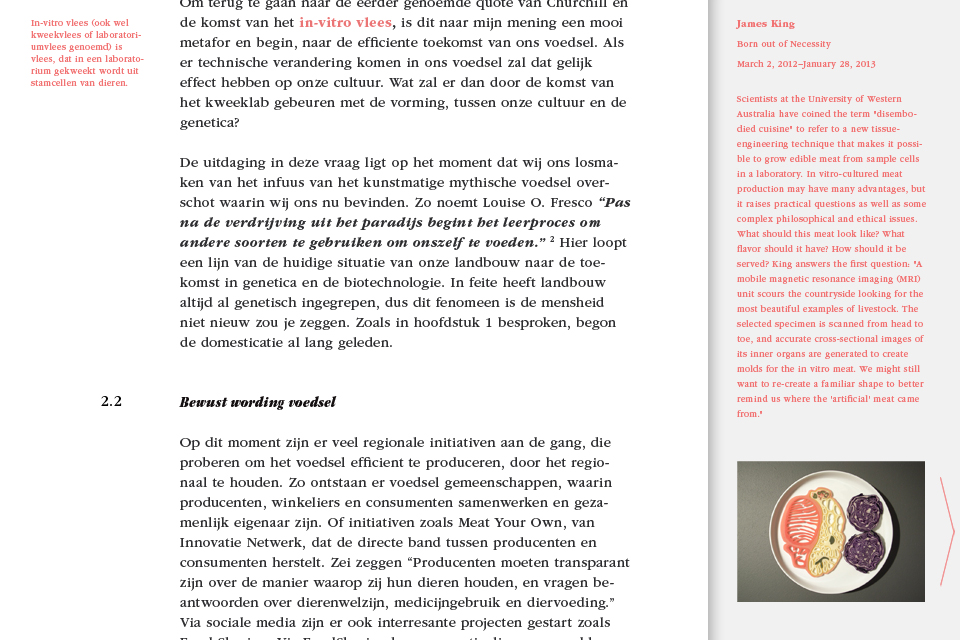 In-vitro vlees (ook wel
kweekvlees of laboratori-
umvlees genoemd) is
vlees, dat in een laborato-
rium gekweekt wordt uit
stamcellen van dieren.
Om terug te gaan naar de eerder genoemde quote van Churchill en
de komst van het in-vitro vlees, is dit naar mijn mening een mooi
metafor en begin, naar de efficiente toekomst van ons voedsel. Als
er technische verandering komen in ons voedsel zal dat gelijk
effect hebben op onze cultuur. Wat zal er dan door de komst van
het kweeklab gebeuren met de vorming, tussen onze cultuur en de
genetica?
De uitdaging in deze vraag ligt op het moment dat wij ons losma-
ken van het infuus van het kunstmatige mythische voedsel over-
schot waarin wij ons nu bevinden. Zo noemt Louise O. Fresco “Pas
na de verdrijving uit het paradijs begint het leerproces om
andere soorten te gebruiken om onszelf te voeden.” 2 Hier loopt
een lijn van de huidige situatie van onze landbouw naar de toe-
komst in genetica en de biotechnologie. In feite heeft landbouw
altijd al genetisch ingegrepen, dus dit fenomeen is de mensheid
niet nieuw zou je zeggen. Zoals in hoofdstuk 1 besproken, begon
de domesticatie al lang geleden.
2.2 Bewust wording voedsel
Op dit moment zijn er veel regionale initiativen aan de gang, die
proberen om het voedsel efficient te produceren, door het regio-
naal te houden. Zo ontstaan er voedsel gemeenschappen, waarin
producenten, winkeliers en consumenten samenwerken en geza-
menlijk eigenaar zijn. Of initiativen zoals Meat Your Own, van
Innovatie Netwerk, dat de directe band tussen producenten en
consumenten herstelt. Zei zeggen “Producenten moeten transparant
zijn over de manier waarop zij hun dieren houden, en vragen be-
antwoorden over dierenwelzijn, medicijngebruik en diervoeding.”
Via sociale media zijn er ook interresante projecten gestart zoals
James King
Born out of Necessity
March 2, 2012–January 28, 2013
Scientists at the University of Western
Australia have coined the term "disembo-
died cuisine" to refer to a new tissue-
engineering technique that makes it possi-
ble to grow edible meat from sample cells
in a laboratory. In vitro-cultured meat
production may have many advantages, but
it raises practical questions as well as some
complex philosophical and ethical issues.
What should this meat look like? What
flavor should it have? How should it be
served? King answers the first question: "A
mobile magnetic resonance imaging (MRI)
unit scours the countryside looking for the
most beautiful examples of livestock. The
selected specimen is scanned from head to
toe, and accurate cross-sectional images of
its inner organs are generated to create
molds for the in vitro meat. We might still
want to re-create a familiar shape to better
remind us where the 'artificial' meat came
from."